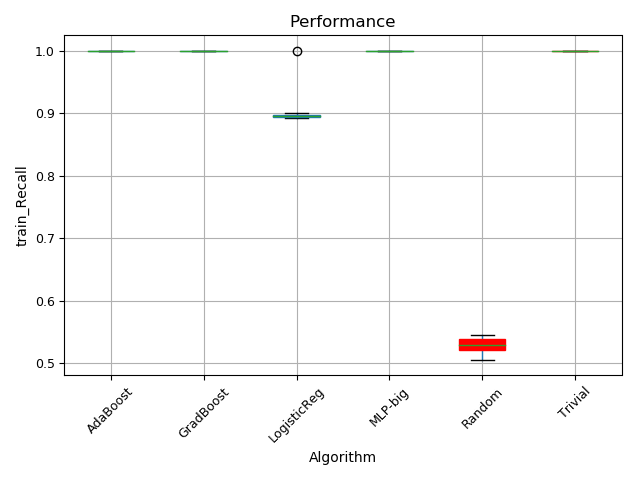 Performance
train_Recall
1.0
0.9
0.8
0.7
0.6
0.5
AdaBoost
GradBoost
LogisticReg
MLP-big
Random
Trivial
Algorithm